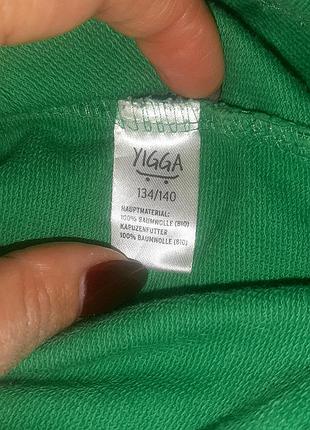 YIGGA
134/140
HAUPTMATERIAL:
100% BAUMWOLLE (BIO)
KAPUZENFUTTER
100% BAUMWOLLE (BIO)